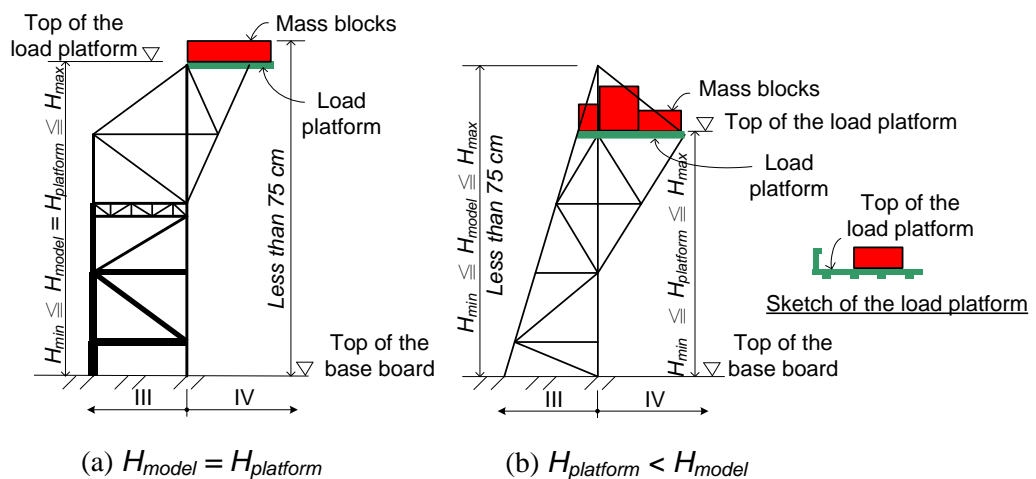 Top of the
load platform
Mass blocks
Load
platform
H_min ≦ H_model = H_platform ≦ H_max
Less than 75 cm
Top of the
base board
III
IV
(a) H_model = H_platform
Mass blocks
Top of the load platform
Load
platform
H_min ≦ H_model ≦ H_max
Less than 75 cm
H_min ≦ H_platform ≦ H_max
Top of the
base board
III
IV
(b) H_platform < H_model
Top of the
load platform
Sketch of the load platform